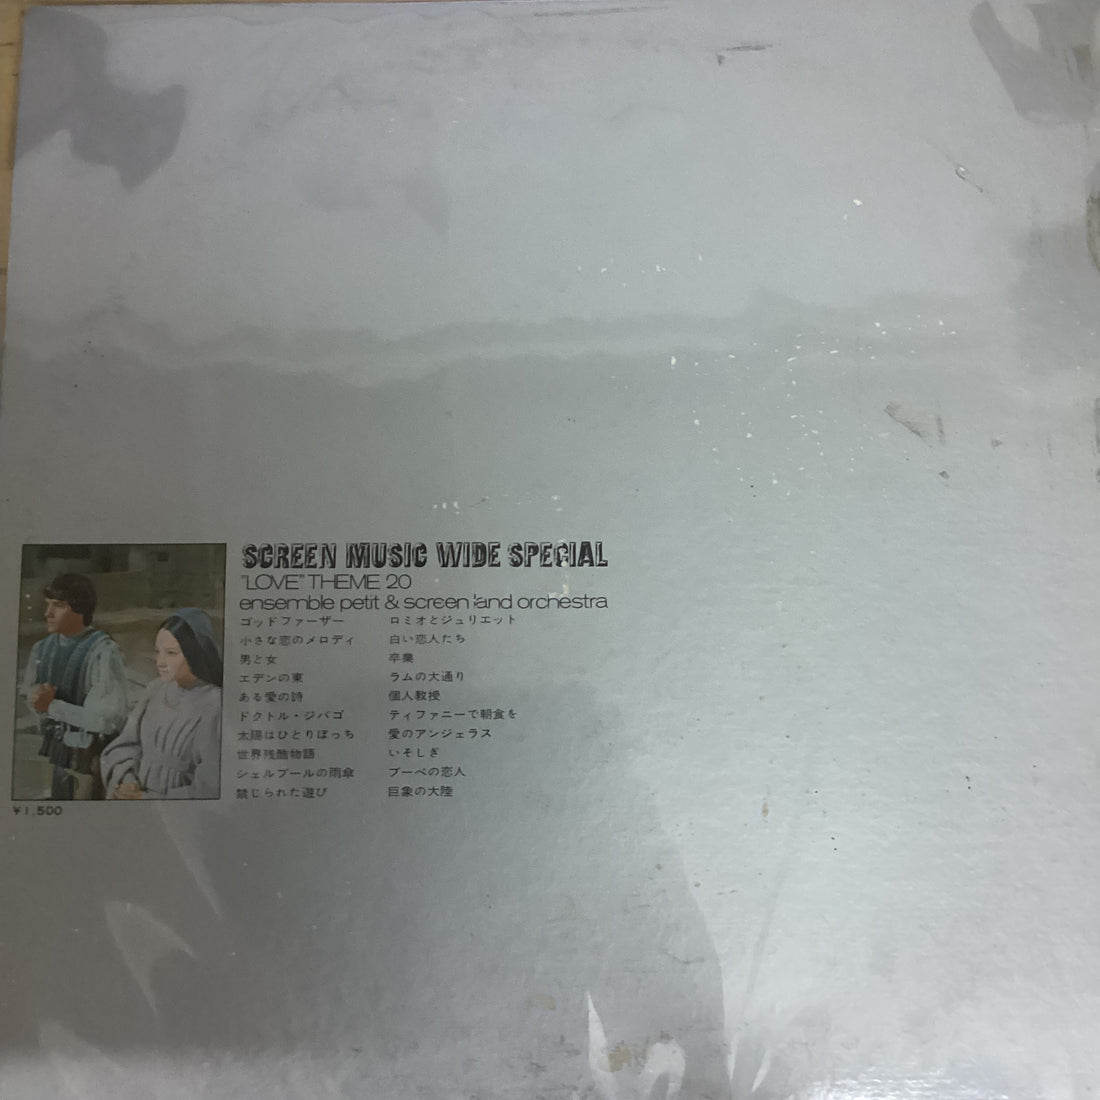 SCREEN MUSIC WIDE SPECIAL
"LOVE" THEME 20
ensemble petit & screen land orchestra
ゴッドファーザー
小さな恋のメロディ
男と女
エデンの東
ある愛の詩
ドクトル・ジバゴ
太陽はひとりぼっち
世界残酷物語
シェルブールの雨傘
禁じられた遊び
ロミオとジュリエット
白い恋人たち
卒業
ラムの大通り
個人教授
ティファニーで朝食を
愛のアンジェラス
いそしぎ
ブーベの恋人
巨象の大陸
¥1,500